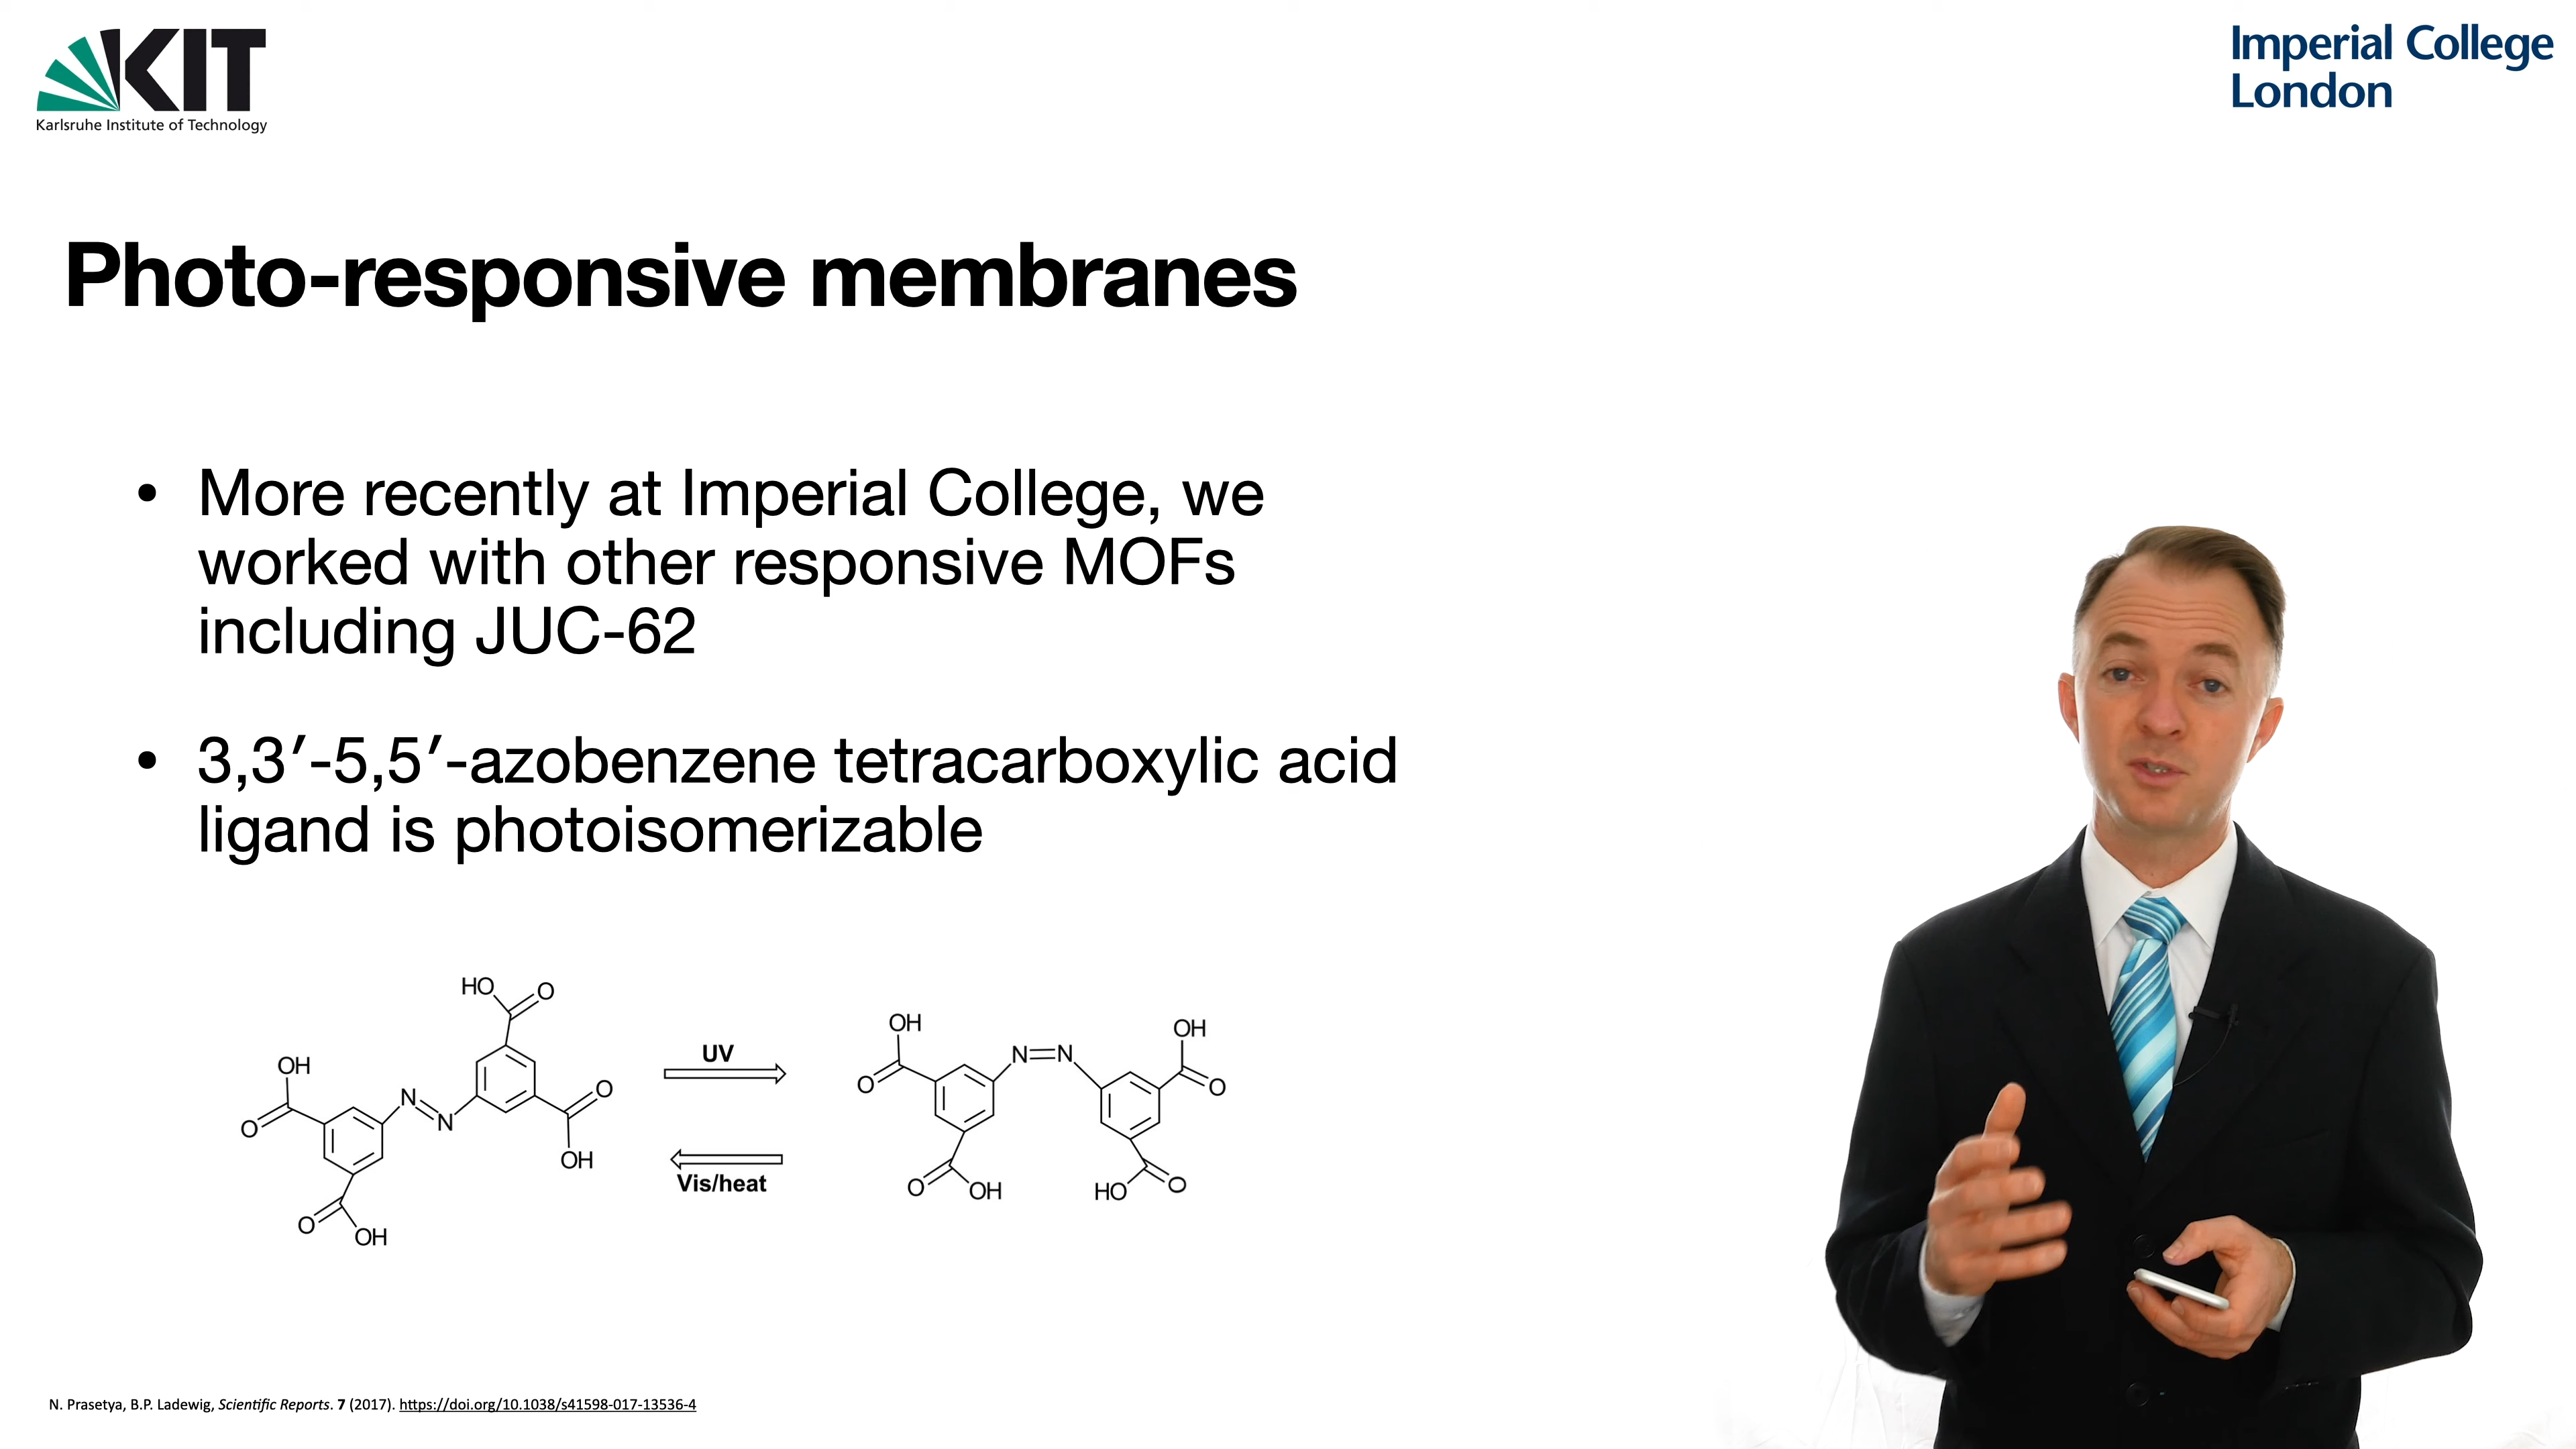 KIT
Karlsruhe Institute of Technology
Imperial College
London
Photo-responsive membranes
• More recently at Imperial College, we
worked with other responsive MOFs
including JUC-62
• 3,3′-5,5′-azobenzene tetracarboxylic acid
ligand is photoisomerizable
HO
O
OH
O
N
N
O
OH
O
OH
UV
Vis/heat
OH
O
N
N
OH
O
O
OH
HO
O
N. Prasetya, B.P. Ladewig, Scientific Reports. 7 (2017). https://doi.org/10.1038/s41598-017-13536-4